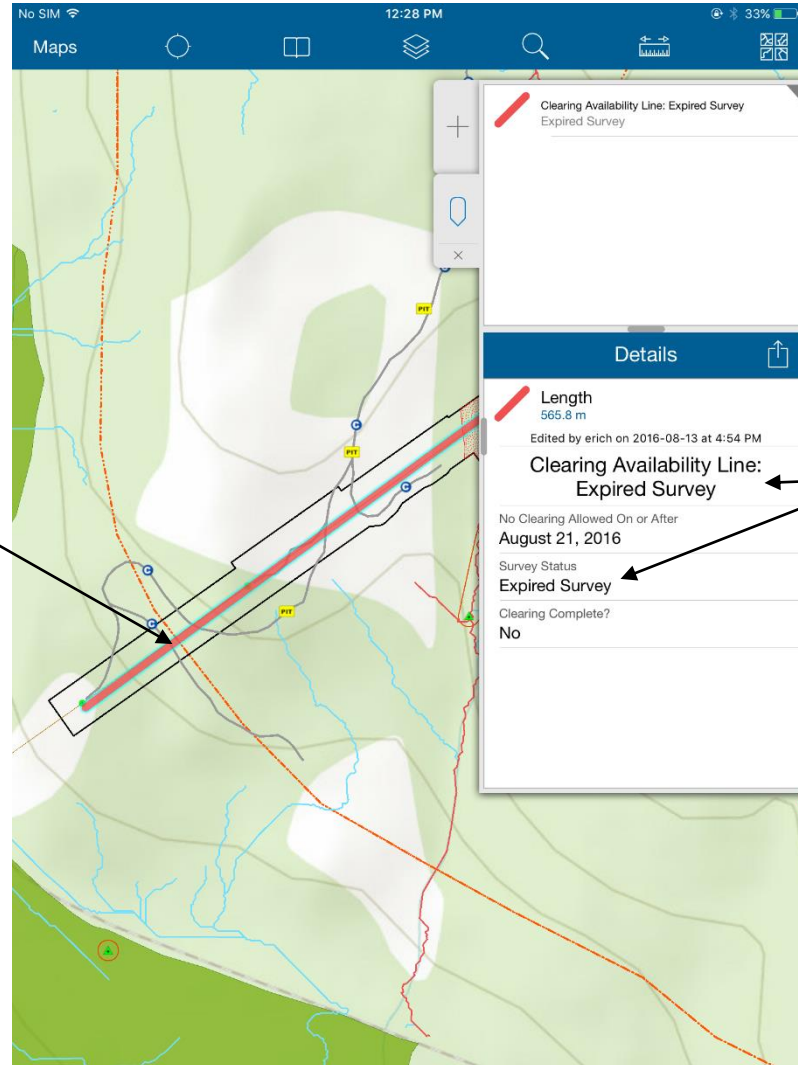 No SIM 12:28 PM 33%
Maps
Clearing Availability Line: Expired Survey
Expired Survey
PIT
Details
C
Length
565.8 m
Edited by erich on 2016-08-13 at 4:54 PM
C
PIT
Clearing Availability Line:
Expired Survey
C
No Clearing Allowed On or After
August 21, 2016
C
Survey Status
Expired Survey
PIT
C
Clearing Complete?
No